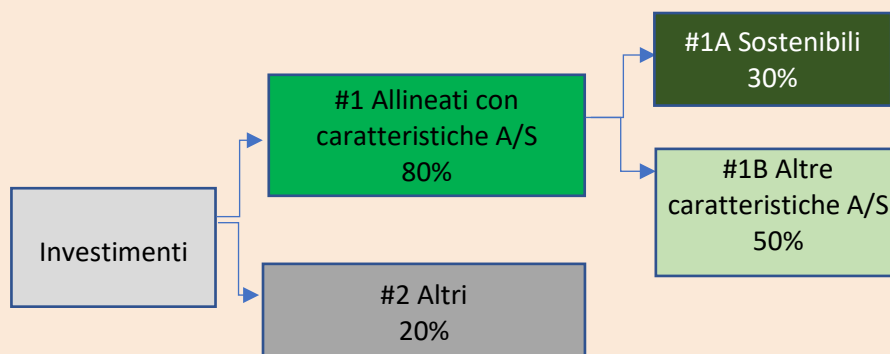 Investimenti
#1 Allineati con
caratteristiche A/S
80%
#2 Altri
20%
#1A Sostenibili
30%
#1B Altre
caratteristiche A/S
50%